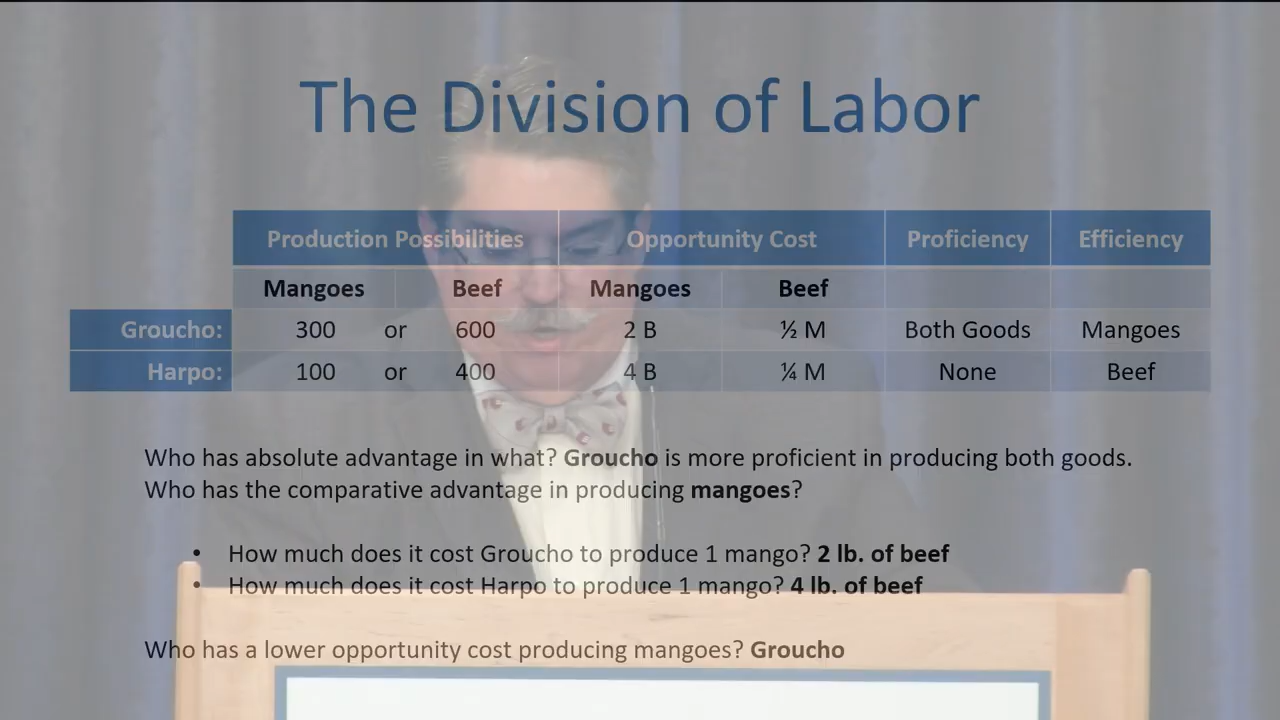 The Division of Labor
Production Possibilities Opportunity Cost Proficiency Efficiency
Mangoes Beef Mangoes Beef
Groucho: 300 or 600 2 B ½ M Both Goods Mangoes
Harpo: 100 or 400 4 B ¼ M None Beef
Who has absolute advantage in what? Groucho is more proficient in producing both goods.
Who has the comparative advantage in producing mangoes?
• How much does it cost Groucho to produce 1 mango? 2 lb. of beef
• How much does it cost Harpo to produce 1 mango? 4 lb. of beef
Who has a lower opportunity cost producing mangoes? Groucho